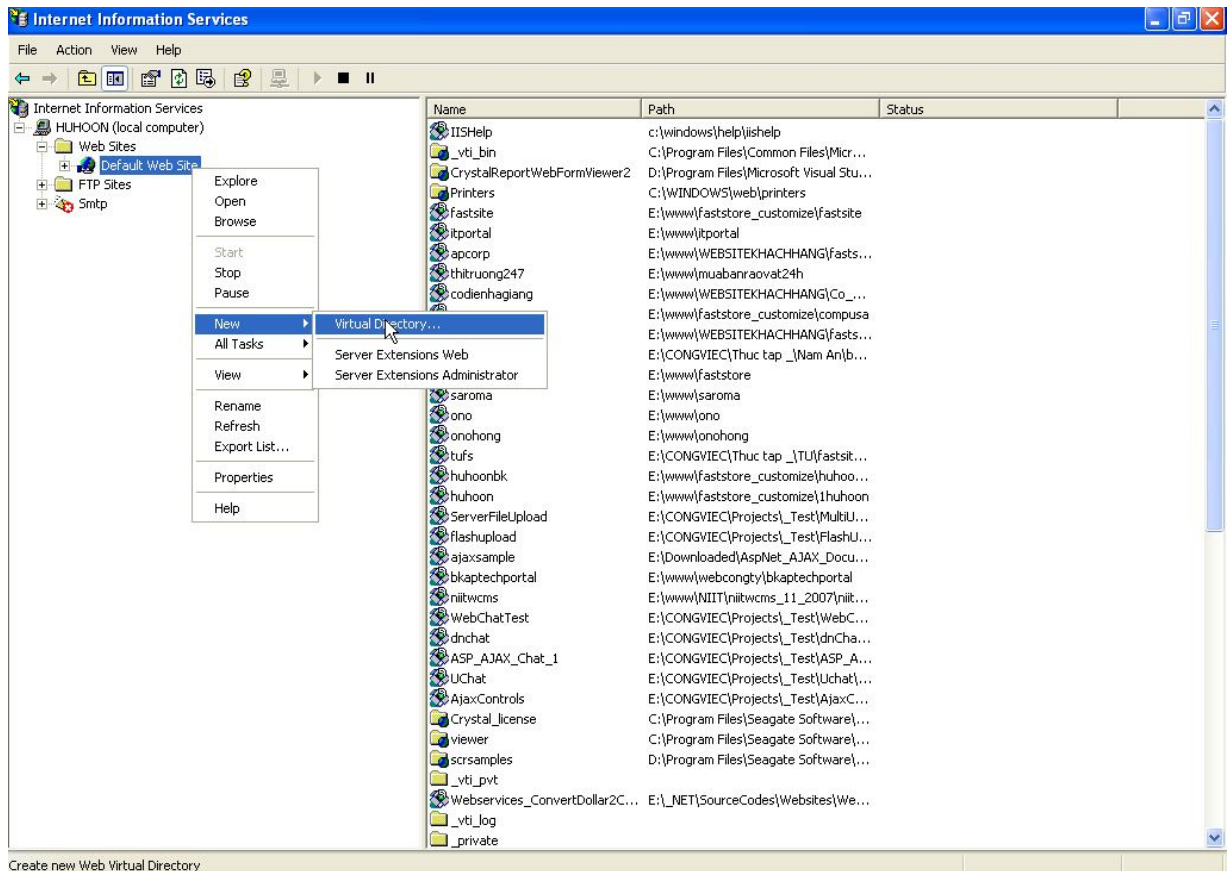 Internet Information Services
File Action View Help
Internet Information Services
HUHOON (local computer)
Web Sites
Default Web Site
FTP Sites
Smtp
Explore
Open
Browse
Start
Stop
Pause
New
All Tasks
View
Rename
Refresh
Export List...
Properties
Help
Virtual Directory...
Server Extensions Web
Server Extensions Administrator
Name Path Status
IISHelp c:\windows\help\iishelp
_vti_bin C:\Program Files\Common Files\Micr...
CrystalReportWebFormViewer2 D:\Program Files\Microsoft Visual Stu...
Printers C:\WINDOWS\web\printers
fastsite E:\www\faststore_customize\fastsite
itportal E:\www\itportal
apcorp E:\www\WEBSITEKHACHHANG\fasts...
thitruong247 E:\www\muabanraovat24h
codienhagiang E:\www\WEBSITEKHACHHANG\Co_...
E:\www\faststore_customize\compusa
E:\www\WEBSITEKHACHHANG\fasts...
E:\CONGVIEC\Thuc tap _\Nam An\b...
E:\www\faststore
saroma E:\www\saroma
ono E:\www\ono
onohong E:\www\onohong
tufs E:\CONGVIEC\Thuc tap _\TU\fastsit...
huhoonbk E:\www\faststore_customize\huhoo...
huhoon E:\www\faststore_customize\1huhoon
ServerFileUpload E:\CONGVIEC\Projects\_Test\MultiU...
flashupload E:\CONGVIEC\Projects\_Test\FlashU...
ajaxsample E:\Downloaded\AspNet_AJAX_Docu...
bkaptechportal E:\www\webcongty\bkaptechportal
niitwcms E:\www\NIIT\niitwcms_11_2007\niit...
WebChatTest E:\CONGVIEC\Projects\_Test\WebC...
dnchat E:\CONGVIEC\Projects\_Test\dnCha...
ASP_AJAX_Chat_1 E:\CONGVIEC\Projects\_Test\ASP_A...
UChat E:\CONGVIEC\Projects\_Test\Uchat\...
AjaxControls E:\CONGVIEC\Projects\_Test\AjaxC...
Crystal_license C:\Program Files\Seagate Software\...
viewer C:\Program Files\Seagate Software\...
scrsamples D:\Program Files\Seagate Software\...
_vti_pvt
Webservices_ConvertDollar2C... E:\_NET\SourceCodes\Websites\We...
_vti_log
_private
Create new Web Virtual Directory